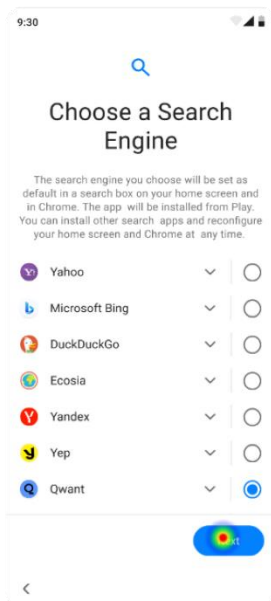 9:30
Choose a Search
Engine
The search engine you choose will be set as
default in a search box on your home screen and
in Chrome. The app will be installed from Play.
You can install other search apps and reconfigure
your home screen and Chrome at any time.
Yahoo
Microsoft Bing
DuckDuckGo
Ecosia
Yandex
Yep
Qwant